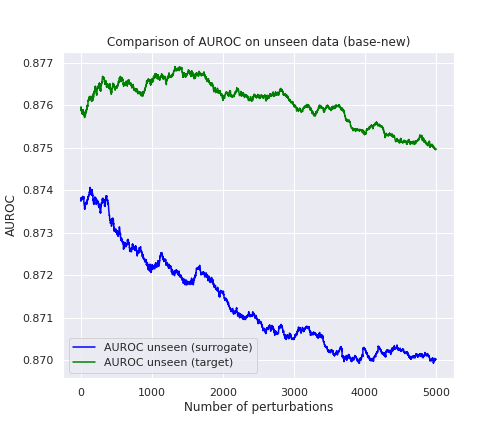 Comparison of AUROC on unseen data (base-new)
0.877
0.876
0.875
0.874
0.873
0.872
0.871
0.870
AUROC
AUROC unseen (surrogate)
AUROC unseen (target)
0 1000 2000 3000 4000 5000
Number of perturbations